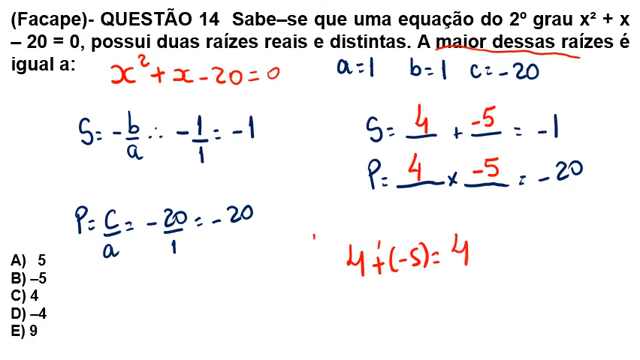 (Facape)- QUESTÃO 14 Sabe–se que uma equação do 2º grau x² + x
– 20 = 0, possui duas raízes reais e distintas. A maior dessas raízes é
igual a:
x² + x - 20 = 0
a = 1 b = 1 c = - 20
S = - b/a ∴ - 1/1 = - 1
S = 4 + -5 = - 1
P = 4 x -5 = - 20
P = c/a = - 20/1 = - 20
4 + (-5) = 4
A) 5
B) –5
C) 4
D) –4
E) 9